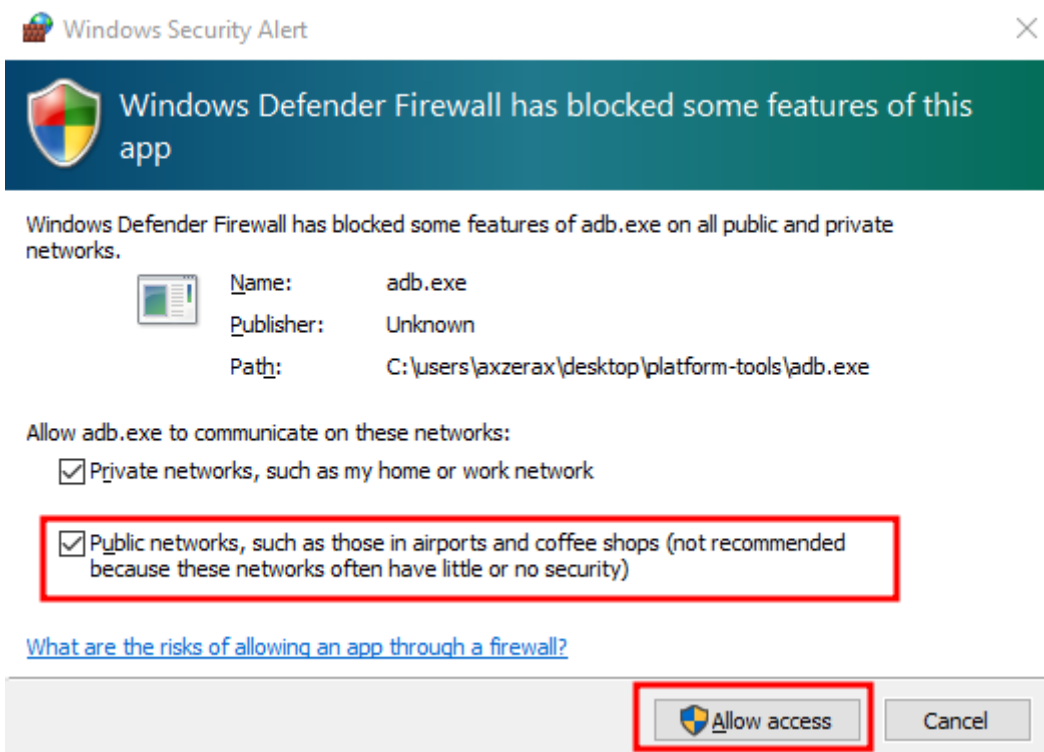 Windows Security Alert
Windows Defender Firewall has blocked some features of this
app
Windows Defender Firewall has blocked some features of adb.exe on all public and private
networks.
Name: adb.exe
Publisher: Unknown
Path: C:\users\axzerax\desktop\platform-tools\adb.exe
Allow adb.exe to communicate on these networks:
Private networks, such as my home or work network
Public networks, such as those in airports and coffee shops (not recommended
because these networks often have little or no security)
What are the risks of allowing an app through a firewall?
Allow access Cancel